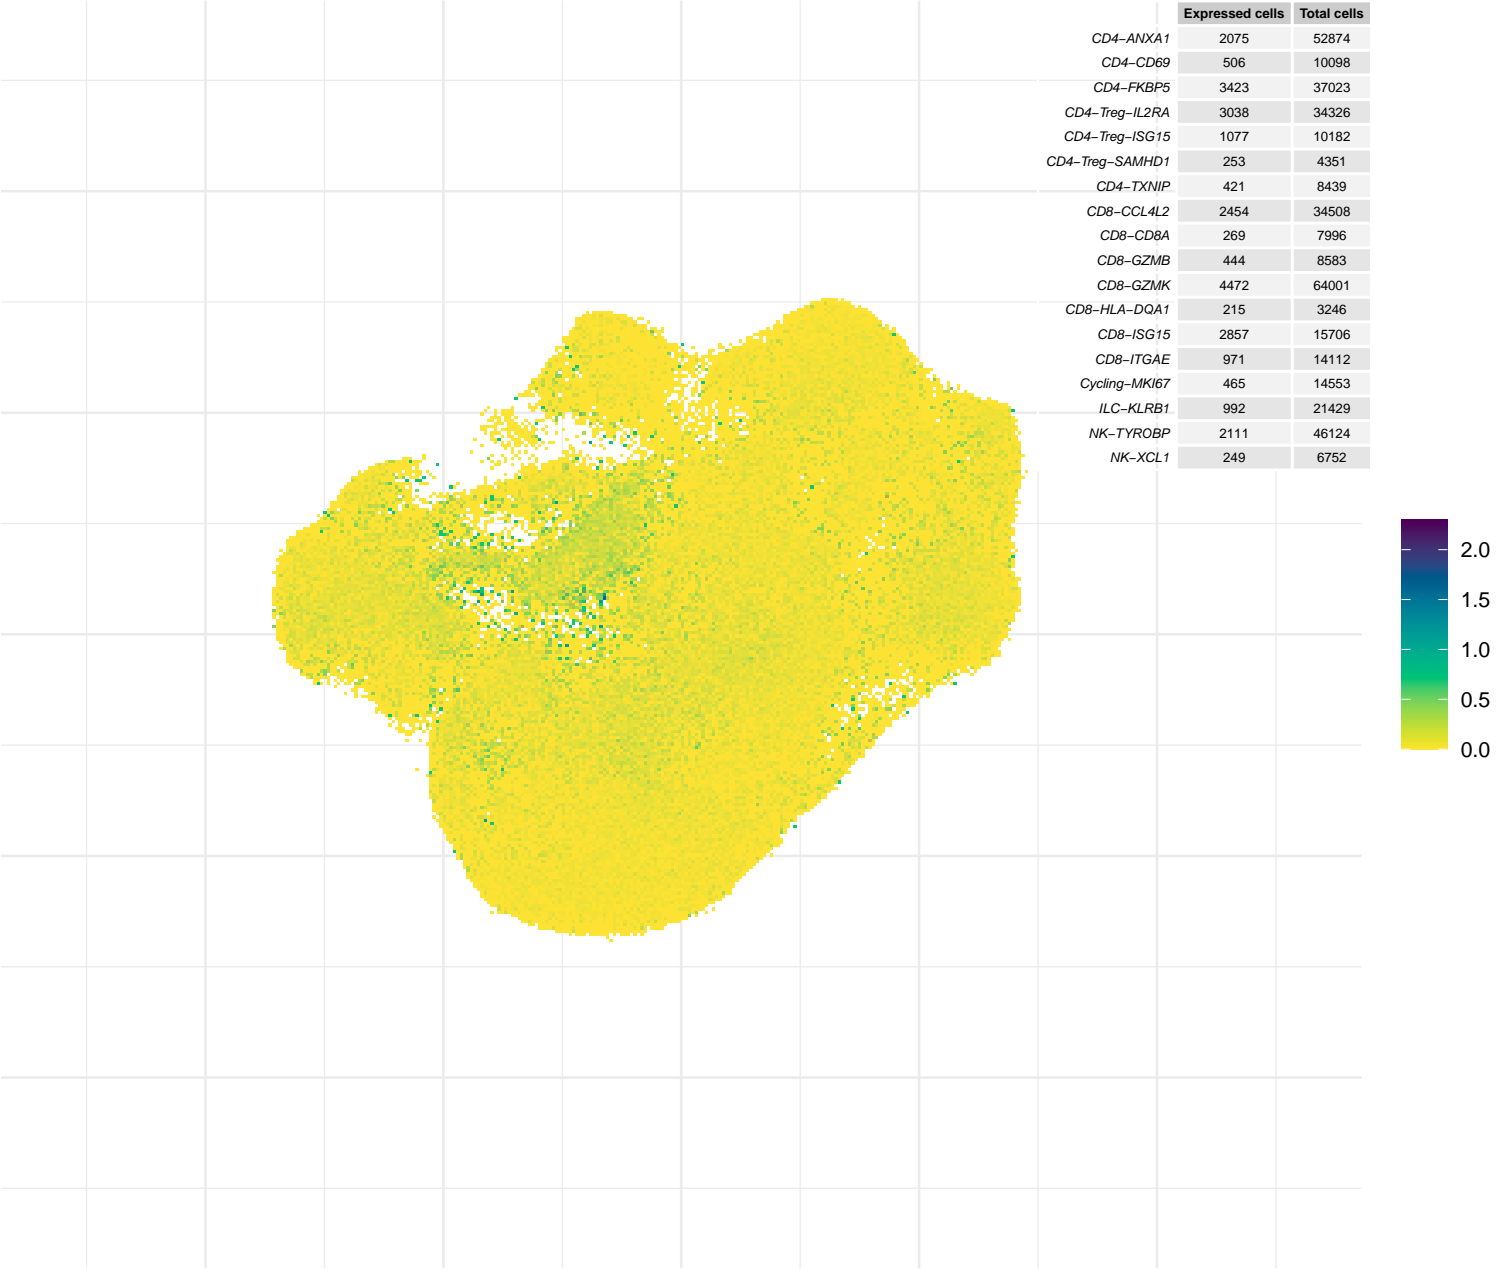 Expressed cells Total cells
CD4−ANXA1 2075 52874
CD4−CD69 506 10098
CD4−FKBP5 3423 37023
CD4−Treg−IL2RA 3038 34326
CD4−Treg−ISG15 1077 10182
CD4−Treg−SAMHD1 253 4351
CD4−TXNIP 421 8439
CD8−CCL4L2 2454 34508
CD8−CD8A 269 7996
CD8−GZMB 444 8583
CD8−GZMK 4472 64001
CD8−HLA−DQA1 215 3246
CD8−ISG15 2857 15706
CD8−ITGAE 971 14112
Cycling−MKI67 465 14553
ILC−KLRB1 992 21429
NK−TYROBP 2111 46124
NK−XCL1 249 6752
2.0
1.5
1.0
0.5
0.0